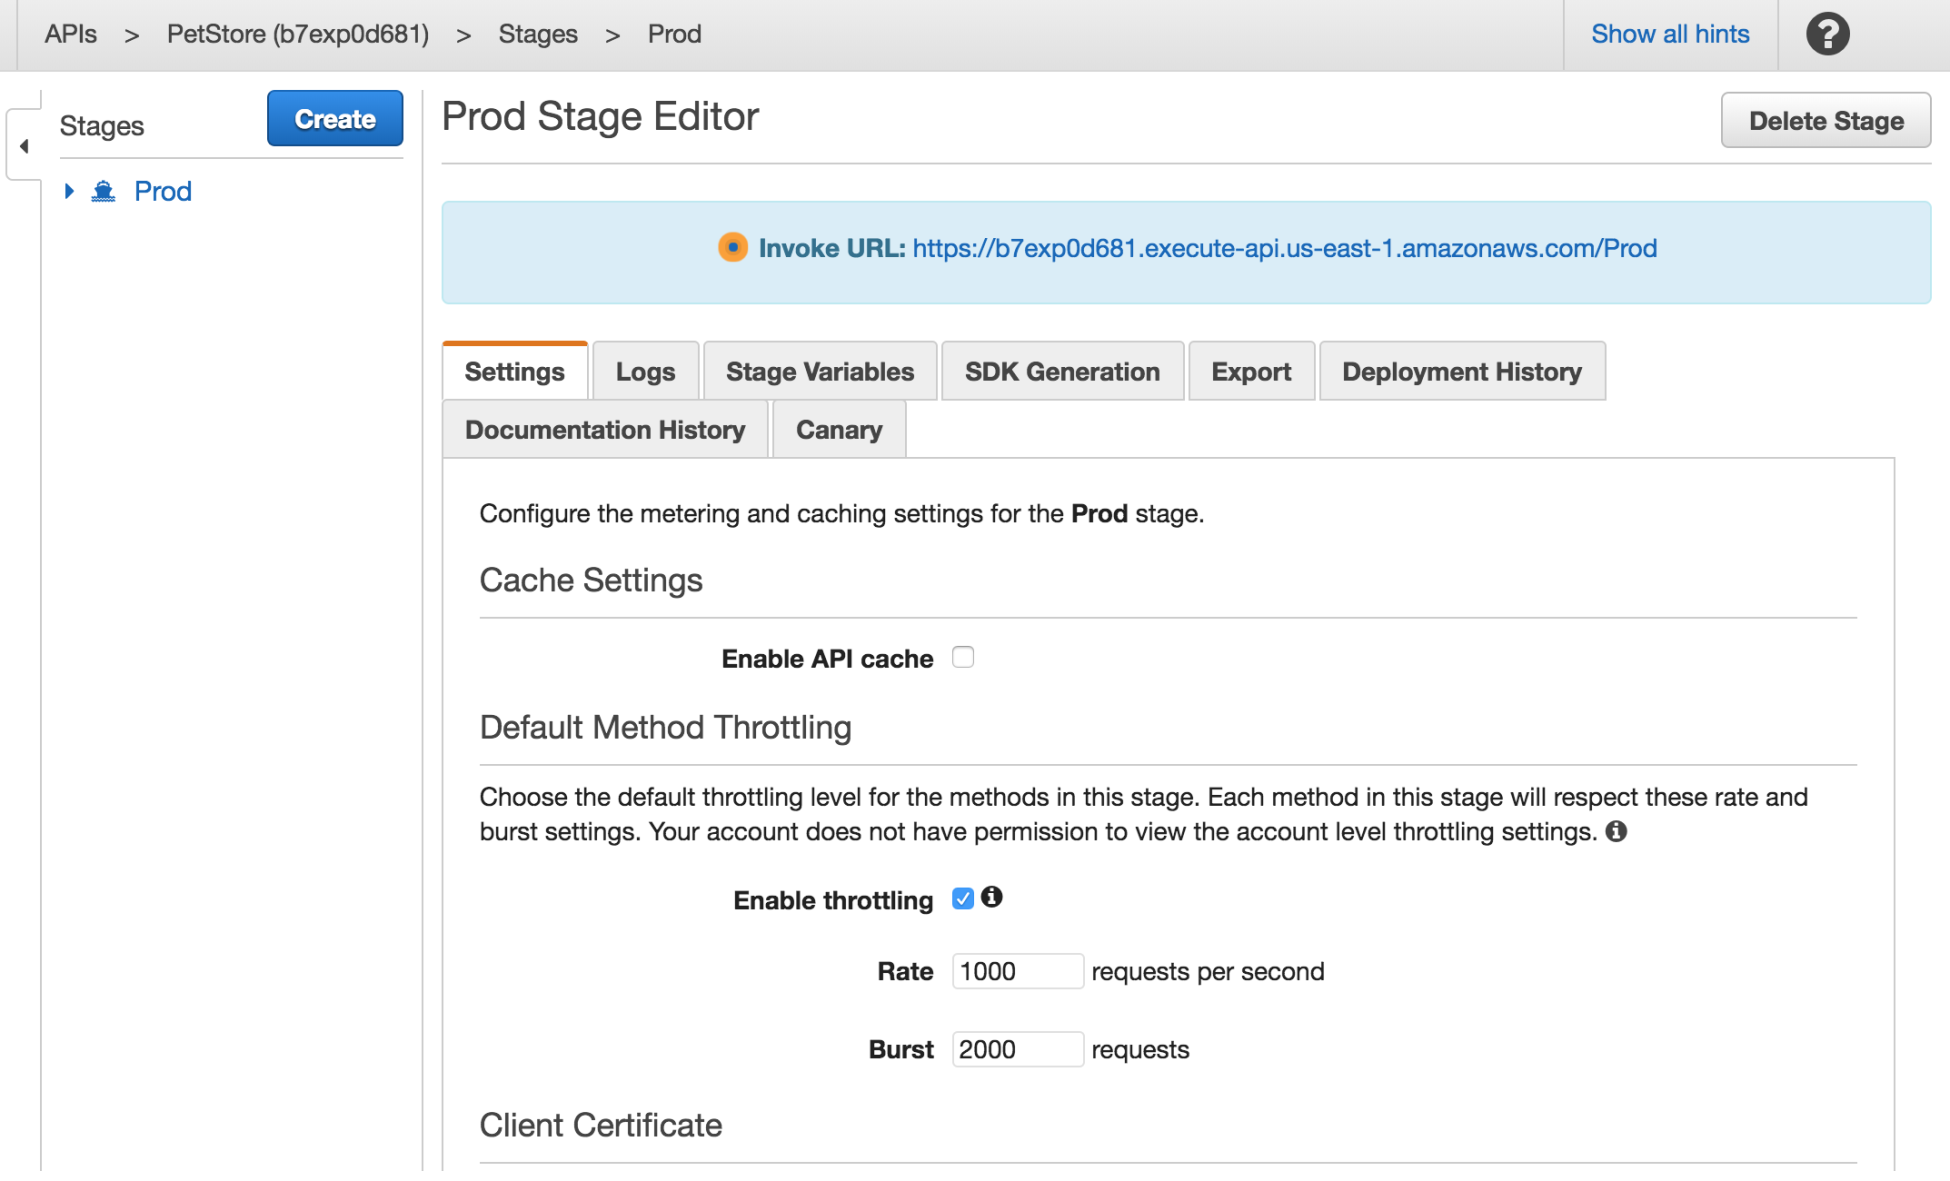 APIs > PetStore (b7exp0d681) > Stages > Prod
Show all hints
Stages
Create
Prod
Prod Stage Editor
Delete Stage
Invoke URL: https://b7exp0d681.execute-api.us-east-1.amazonaws.com/Prod
Settings Logs Stage Variables SDK Generation Export Deployment History
Documentation History Canary
Configure the metering and caching settings for the Prod stage.
Cache Settings
Enable API cache
Default Method Throttling
Choose the default throttling level for the methods in this stage. Each method in this stage will respect these rate and
burst settings. Your account does not have permission to view the account level throttling settings.
Enable throttling
Rate 1000 requests per second
Burst 2000 requests
Client Certificate